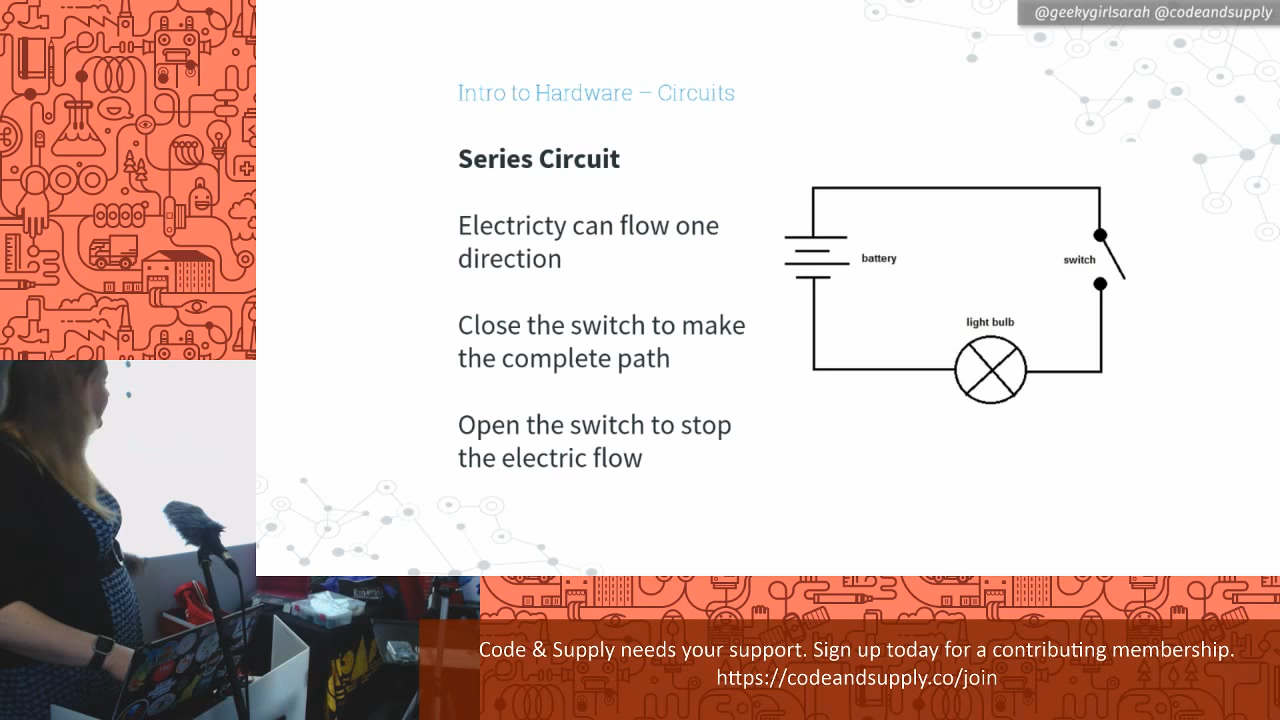 @geekygirlsarah @codeandsupply
Intro to Hardware – Circuits
Series Circuit
Electricty can flow one
direction
Close the switch to make
the complete path
Open the switch to stop
the electric flow
battery
switch
light bulb
Code & Supply needs your support. Sign up today for a contributing membership.
https://codeandsupply.co/join